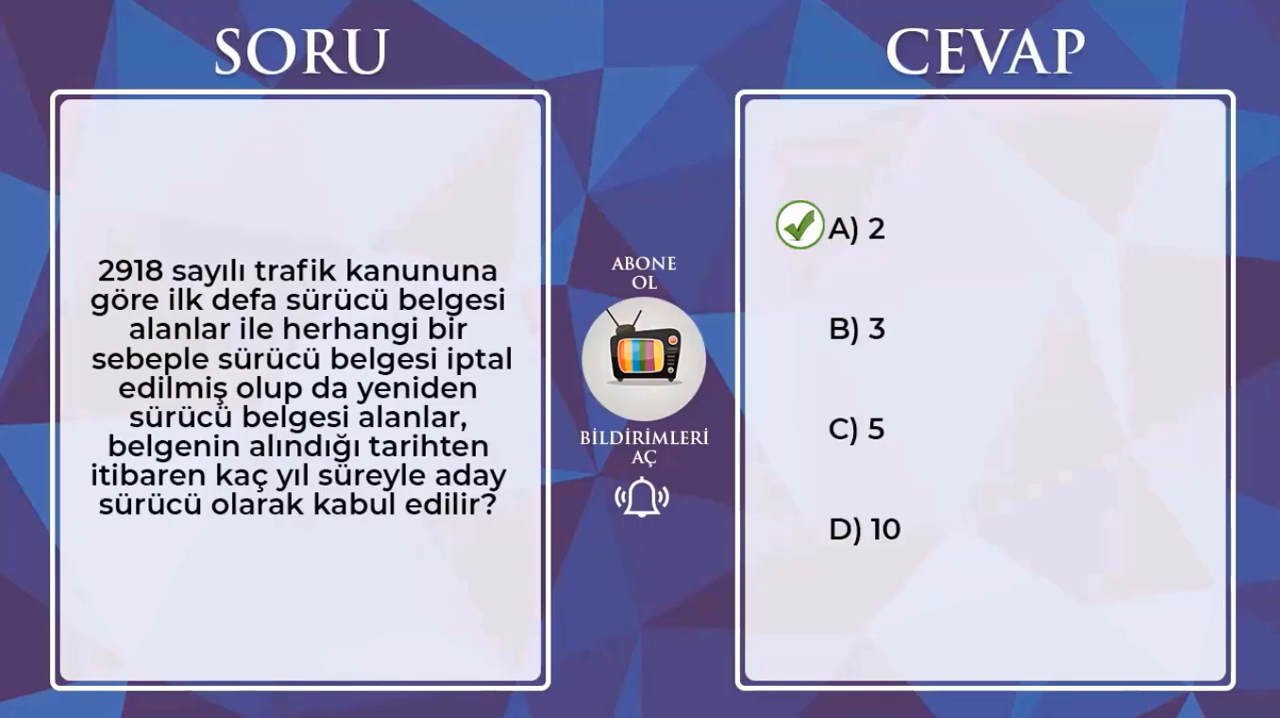 SORU
2918 sayılı trafik kanununa
göre ilk defa sürücü belgesi
alanlar ile herhangi bir
sebeple sürücü belgesi iptal
edilmiş olup da yeniden
sürücü belgesi alanlar,
belgenin alındığı tarihten
itibaren kaç yıl süreyle aday
sürücü olarak kabul edilir?
ABONE
OL
BİLDİRİMLERİ
AÇ
CEVAP
A) 2
B) 3
C) 5
D) 10